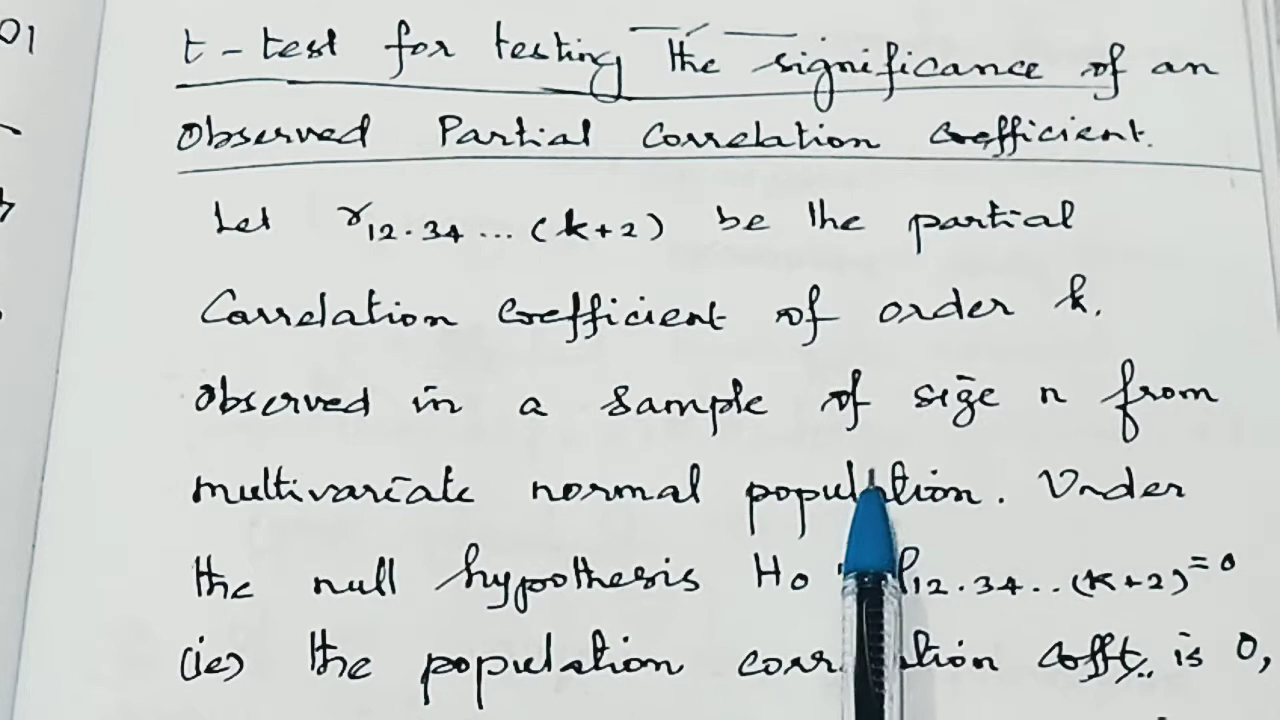 01
t-test for testing the significance of an
Observed Partial Correlation Coefficient.
Let r12.34...(k+2) be the partial
Correlation Coefficient of order k.
Observed in a sample of size n from
multivariate normal population. Under
the null hypothesis H0 ρ12.34...(k+2)=0
(ie) the population correlation cofft. is 0,